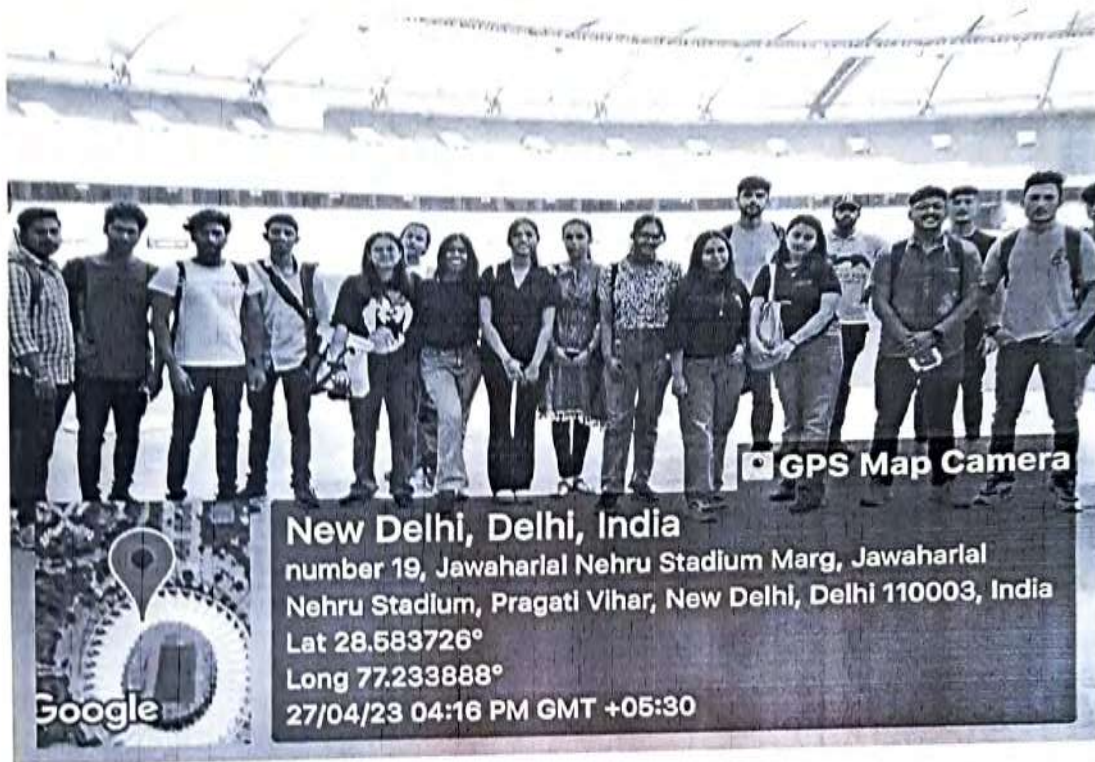 GPS Map Camera
New Delhi, Delhi, India
number 19, Jawaharlal Nehru Stadium Marg, Jawaharlal
Nehru Stadium, Pragati Vihar, New Delhi, Delhi 110003, India
Lat 28.583726°
Long 77.233888°
27/04/23 04:16 PM GMT +05:30
Google